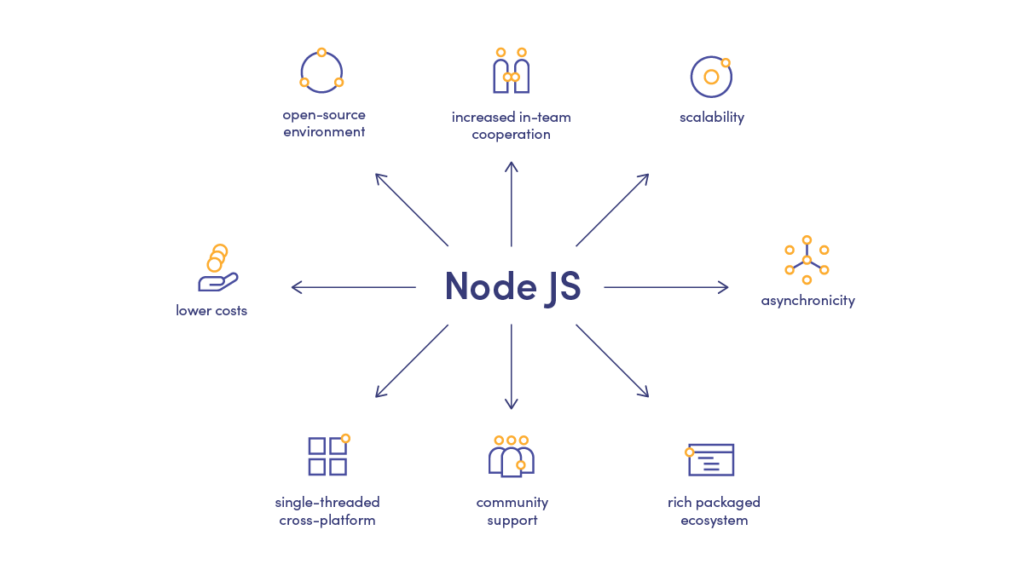 open-source
environment
increased in-team
cooperation
scalability
lower costs
Node JS
asynchronicity
single-threaded
cross-platform
community
support
rich packaged
ecosystem